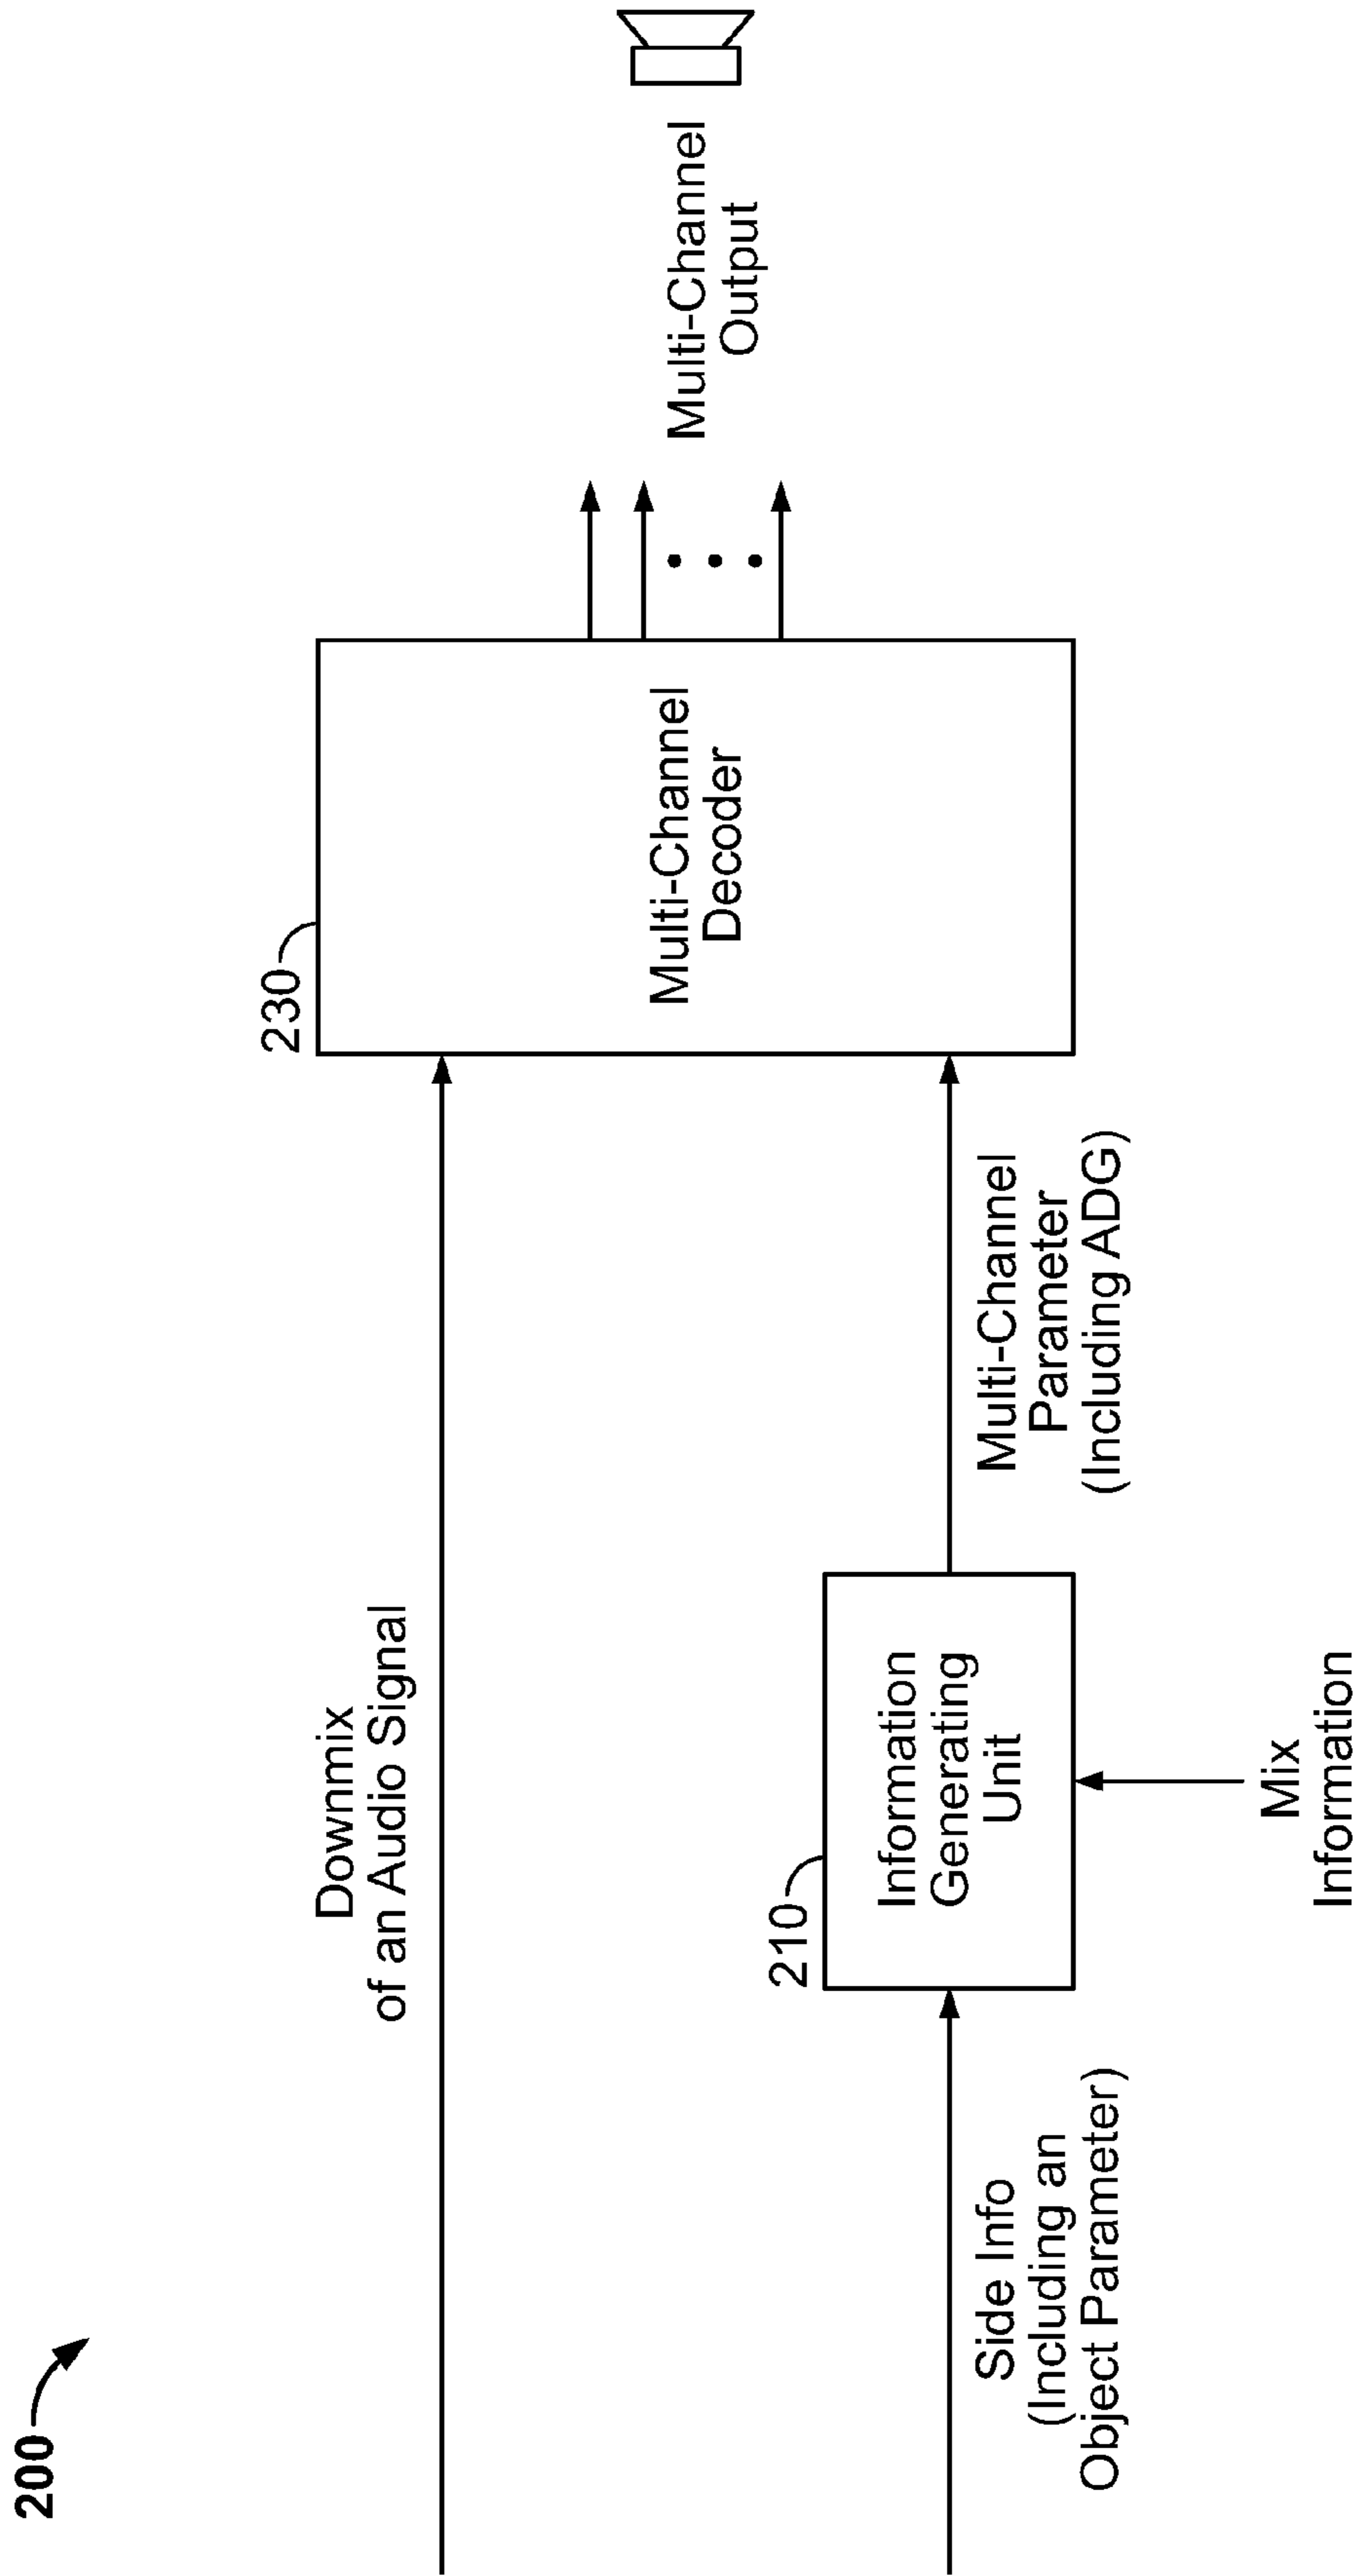 200
Downmix
of an Audio Signal
230
Multi-Channel
Decoder
Multi-Channel
Output
210
Information
Generating
Unit
Side Info
(Including an
Object Parameter)
Multi-Channel
Parameter
(Including ADG)
Mix
Information